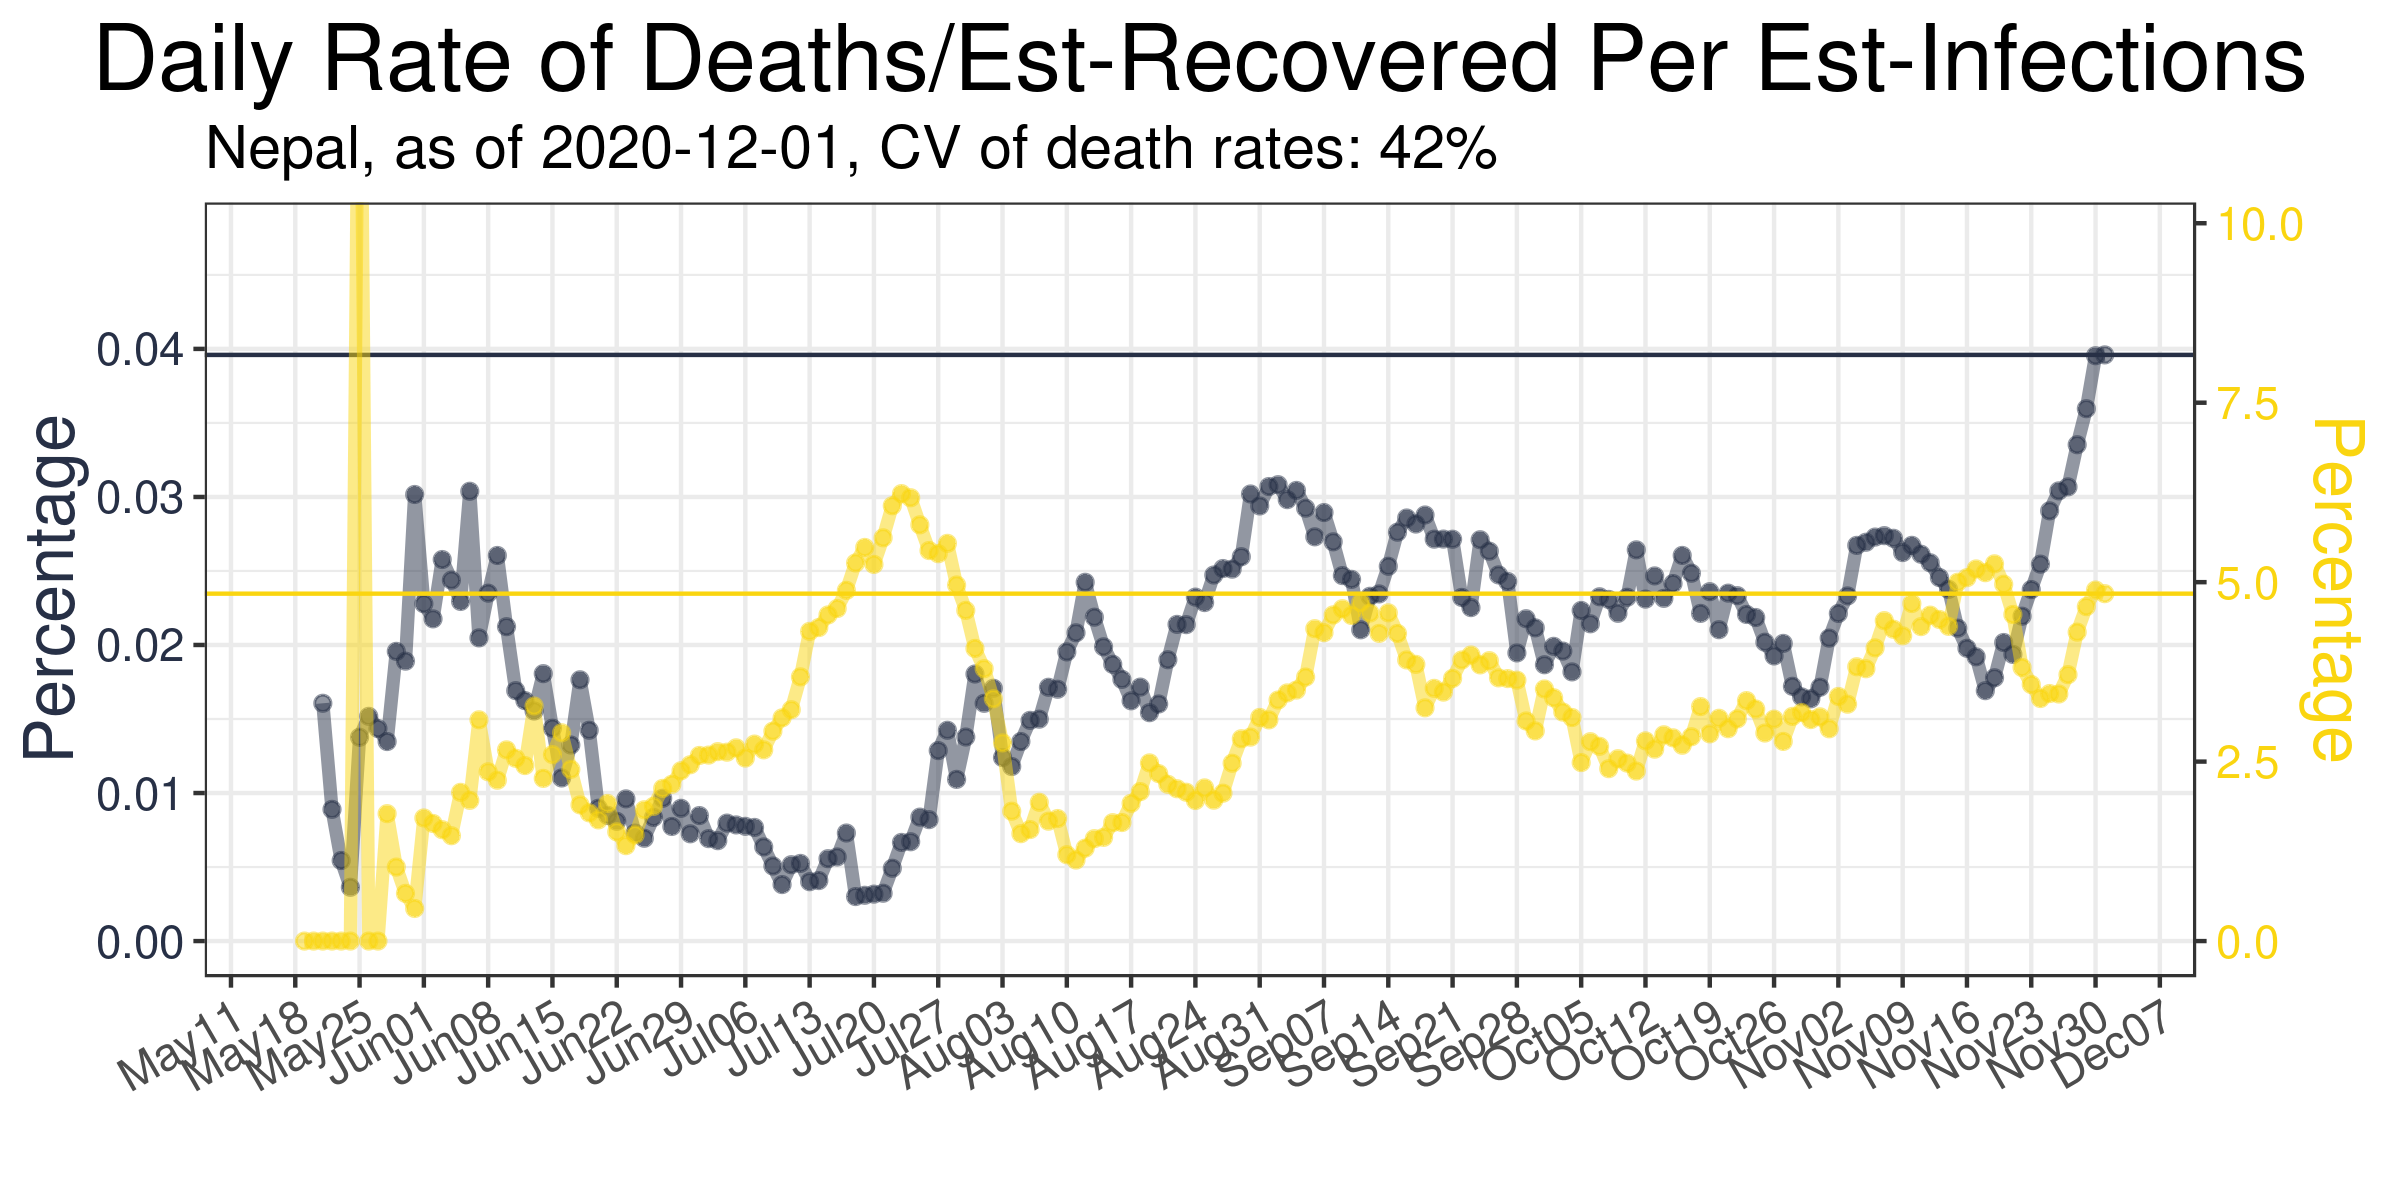 Daily Rate of Deaths/Est-Recovered Per Est-Infections
Nepal, as of 2020-12-01, CV of death rates: 42%
Percentage
0.04
0.03
0.02
0.01
0.00
10.0
7.5
5.0
2.5
0.0
Percentage
May11
May18
May25
Jun01
Jun08
Jun15
Jun22
Jun29
Jul06
Jul13
Jul20
Jul27
Aug03
Aug10
Aug17
Aug24
Aug31
Sep07
Sep14
Sep21
Sep28
Oct05
Oct12
Oct19
Oct26
Nov02
Nov09
Nov16
Nov23
Nov30
Dec07